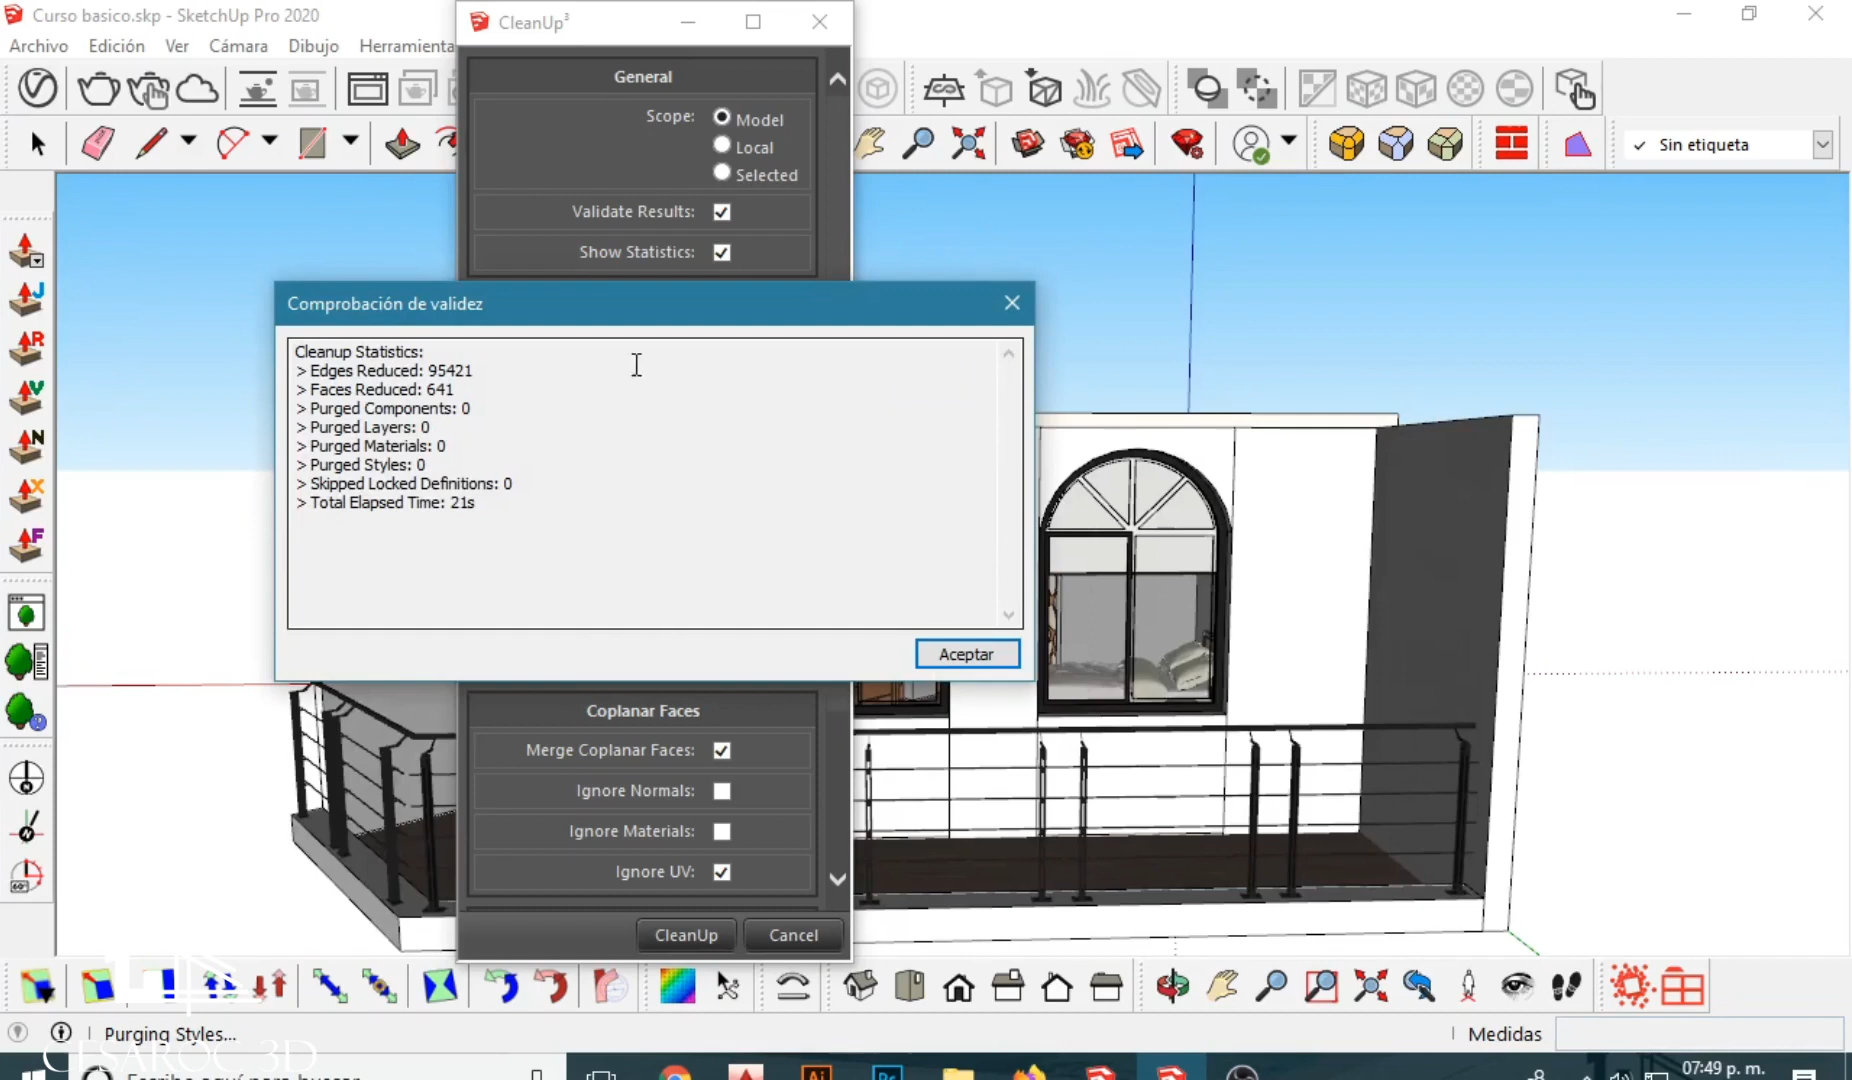 Curso basico.skp - SketchUp Pro 2020
Archivo Edición Ver Cámara Dibujo Herramienta
CleanUp³
General
Scope: Model
Local
Selected
Validate Results:
Show Statistics:
Sin etiqueta
Comprobación de validez
Cleanup Statistics:
> Edges Reduced: 95421
> Faces Reduced: 641
> Purged Components: 0
> Purged Layers: 0
> Purged Materials: 0
> Purged Styles: 0
> Skipped Locked Definitions: 0
> Total Elapsed Time: 21s
Aceptar
J
R
V
N
X
F
Coplanar Faces
Merge Coplanar Faces:
Ignore Normals:
Ignore Materials:
Ignore UV:
CleanUp Cancel
Purging Styles...
Medidas
CESAROC 3D
07:49 p. m.